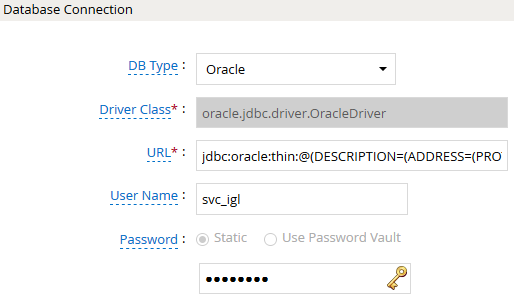 Database Connection
DB Type : Oracle
Driver Class* : oracle.jdbc.driver.OracleDriver
URL* : jdbc:oracle:thin:@(DESCRIPTION=(ADDRESS=(PRO
User Name : svc_igl
Password : Static Use Password Vault
••••••••